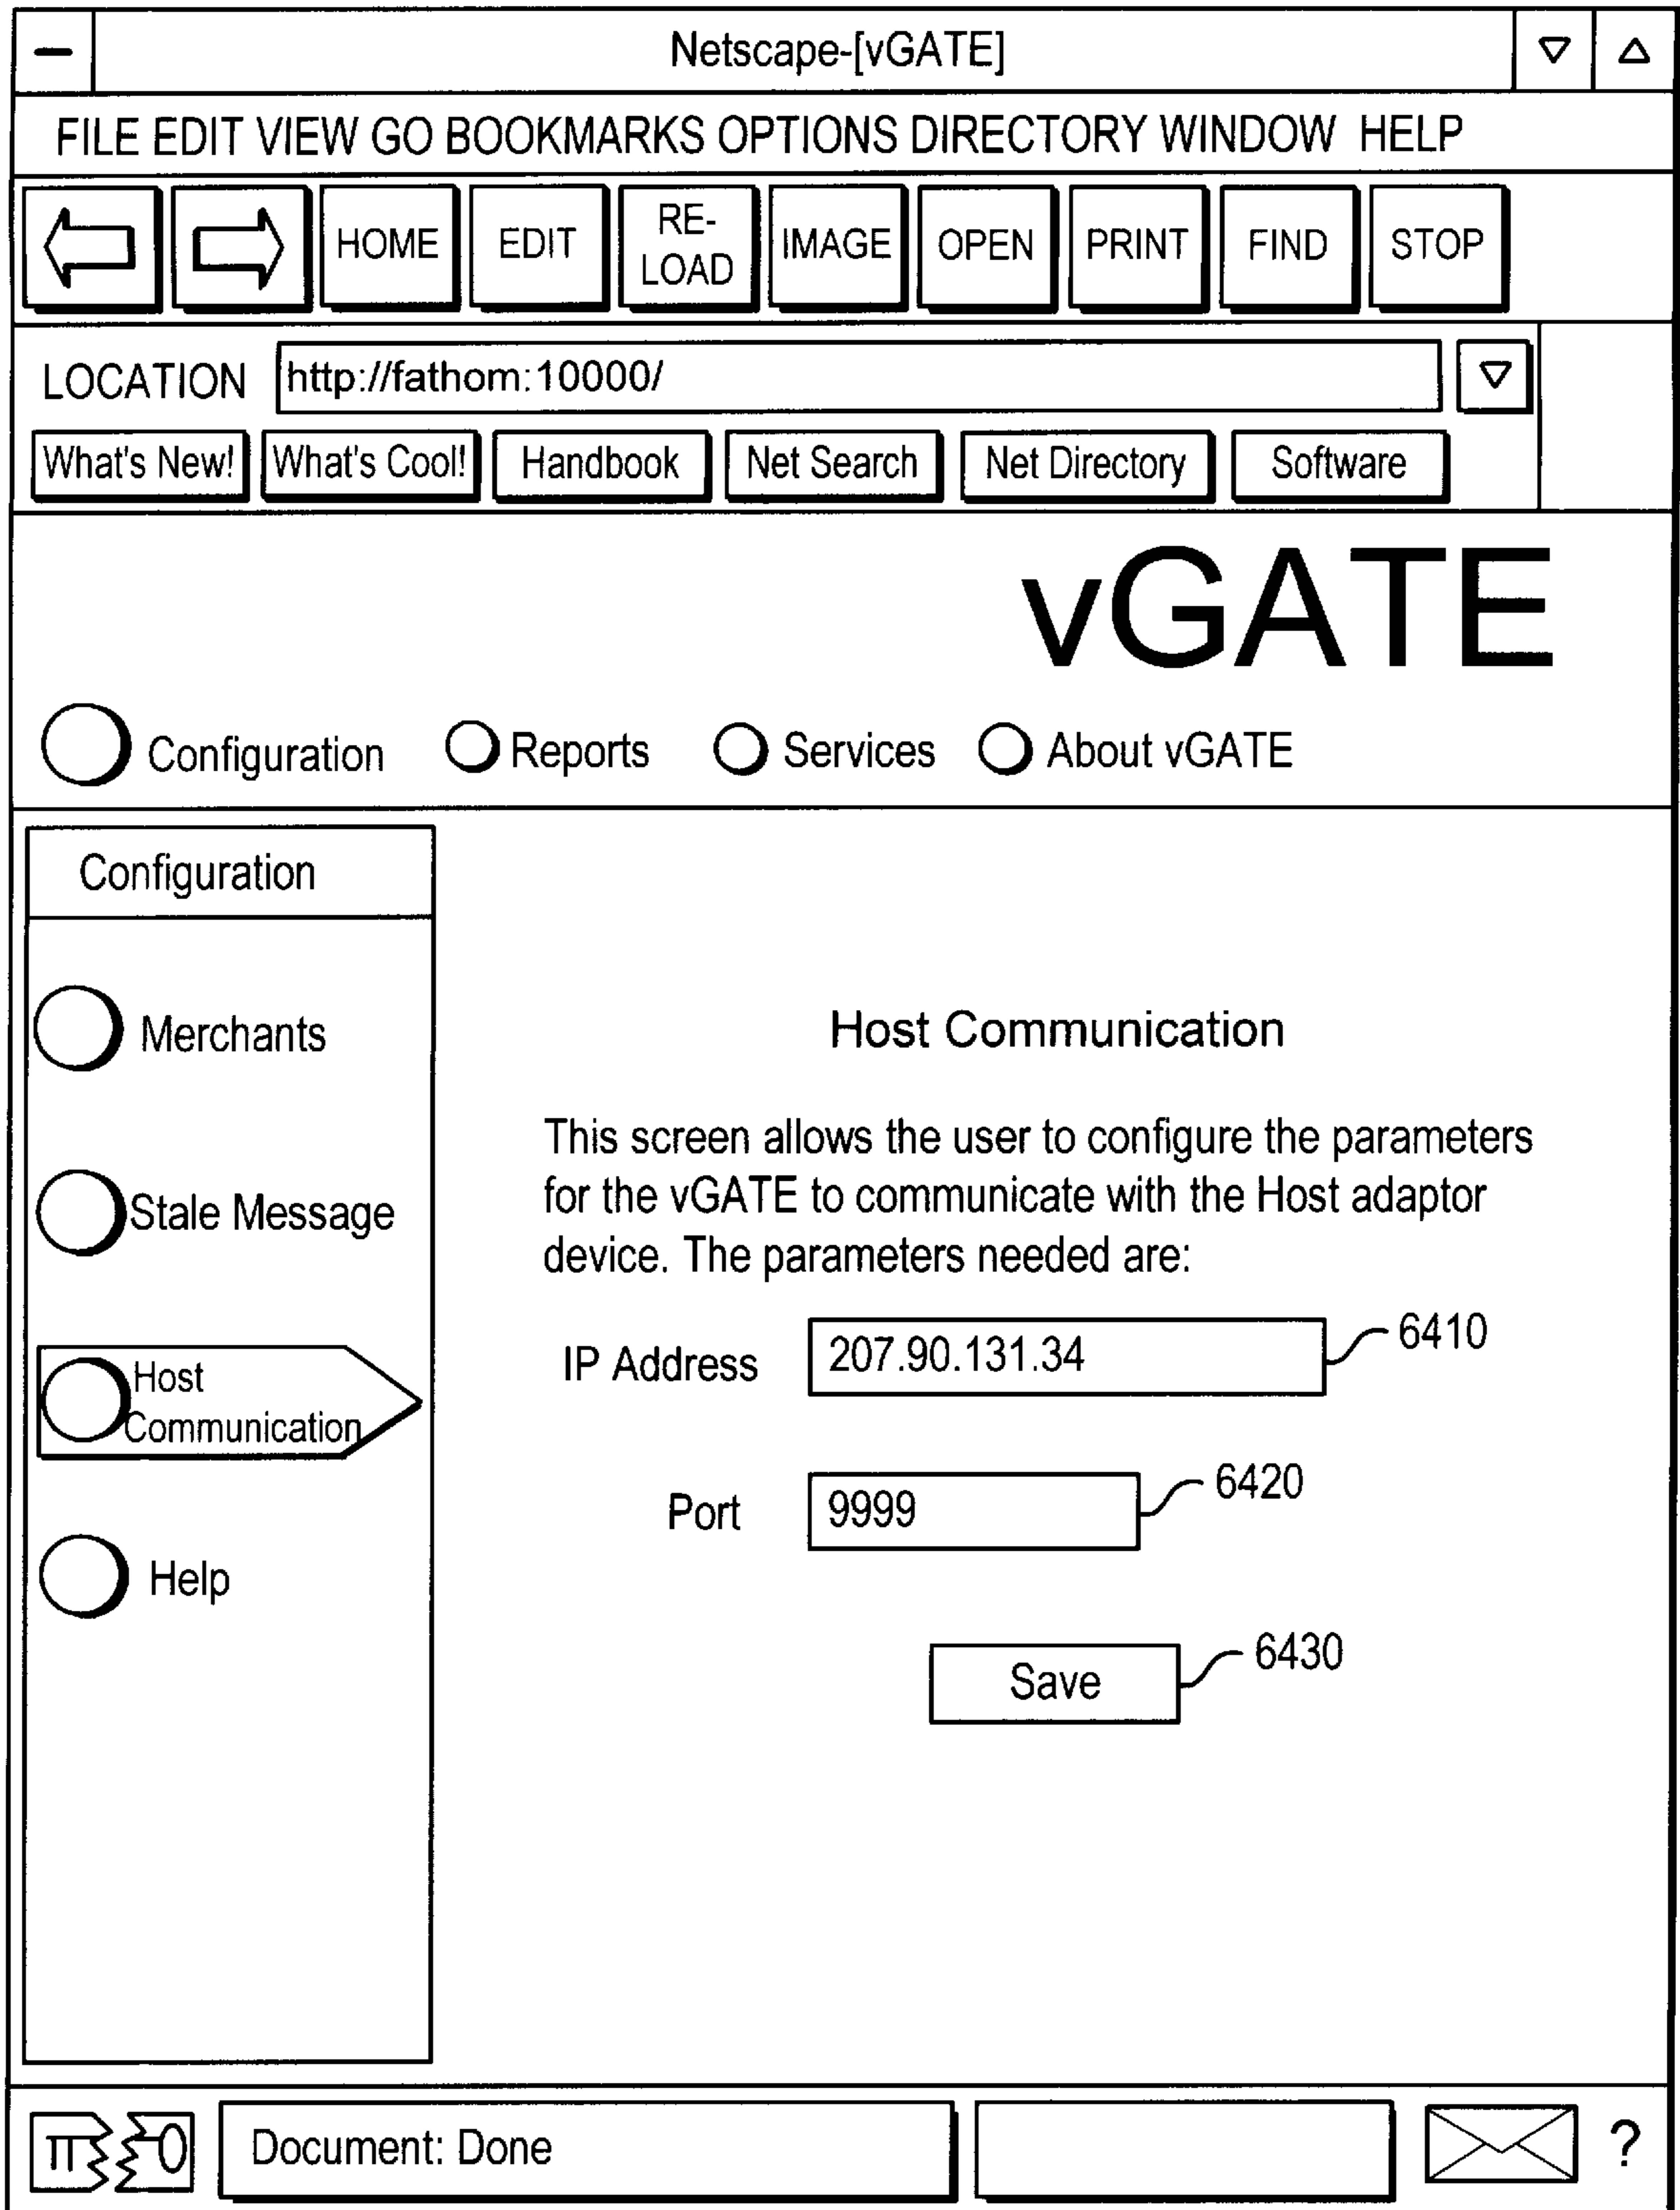 Netscape-[vGATE]
FILE EDIT VIEW GO BOOKMARKS OPTIONS DIRECTORY WINDOW HELP
HOME EDIT RE-LOAD IMAGE OPEN PRINT FIND STOP
LOCATION http://fathom:10000/
What's New! What's Cool! Handbook Net Search Net Directory Software
vGATE
Configuration Reports Services About vGATE
Configuration
Merchants
Stale Message
Host
Communication
Help
Host Communication
This screen allows the user to configure the parameters
for the vGATE to communicate with the Host adaptor
device. The parameters needed are:
IP Address 207.90.131.34 6410
Port 9999 6420
Save 6430
Document: Done ?